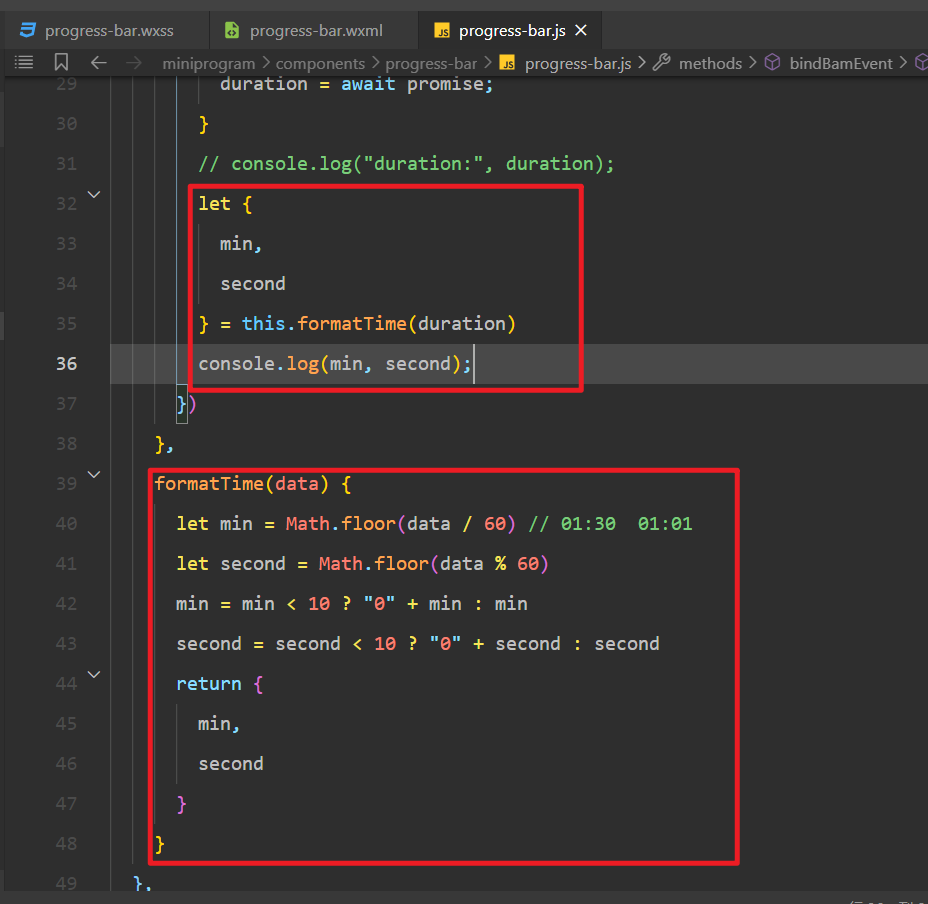 progress-bar.wxss progress-bar.wxml JS progress-bar.js
miniprogram > components > progress-bar > JS progress-bar.js > methods > bindBamEvent >
29 duration = await promise;
30 }
31 // console.log("duration:", duration);
32 let {
33 min,
34 second
35 } = this.formatTime(duration)
36 console.log(min, second);
37 })
38 },
39 formatTime(data) {
40 let min = Math.floor(data / 60) // 01:30  01:01
41 let second = Math.floor(data % 60)
42 min = min < 10 ? "0" + min : min
43 second = second < 10 ? "0" + second : second
44 return {
45 min,
46 second
47 }
48 }
49 },